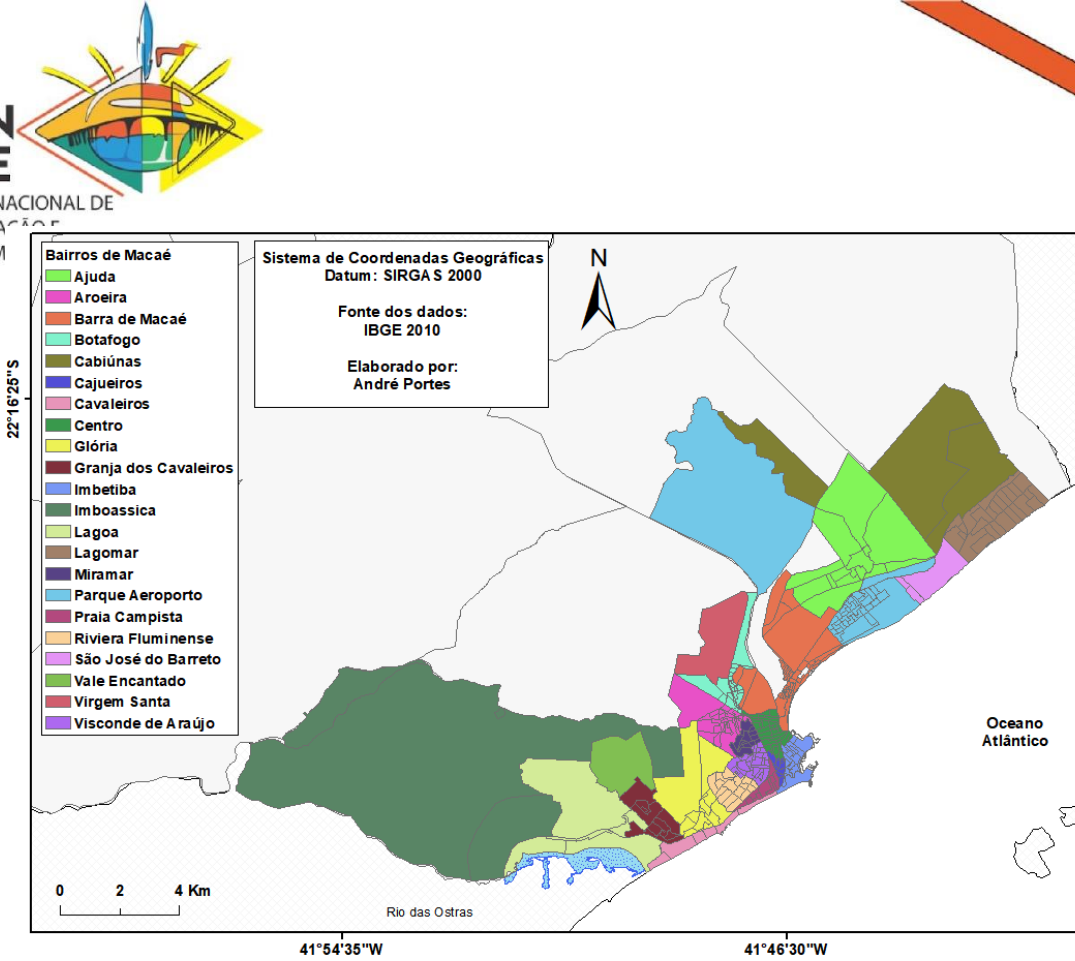 N
E
NACIONAL DE
AÇÃO E
M
Bairros de Macaé
Ajuda
Aroeira
Barra de Macaé
Botafogo
Cabiúnas
Cajueiros
Cavaleiros
Centro
Glória
Granja dos Cavaleiros
Imbetiba
Imboassica
Lagoa
Lagomar
Miramar
Parque Aeroporto
Praia Campista
Riviera Fluminense
São José do Barreto
Vale Encantado
Virgem Santa
Visconde de Araújo
Sistema de Coordenadas Geográficas
Datum: SIRGAS 2000
Fonte dos dados:
IBGE 2010
Elaborado por:
André Portes
N
22°16'25"S
Oceano
Atlântico
0 2 4 Km
Rio das Ostras
41°54'35"W
41°46'30"W